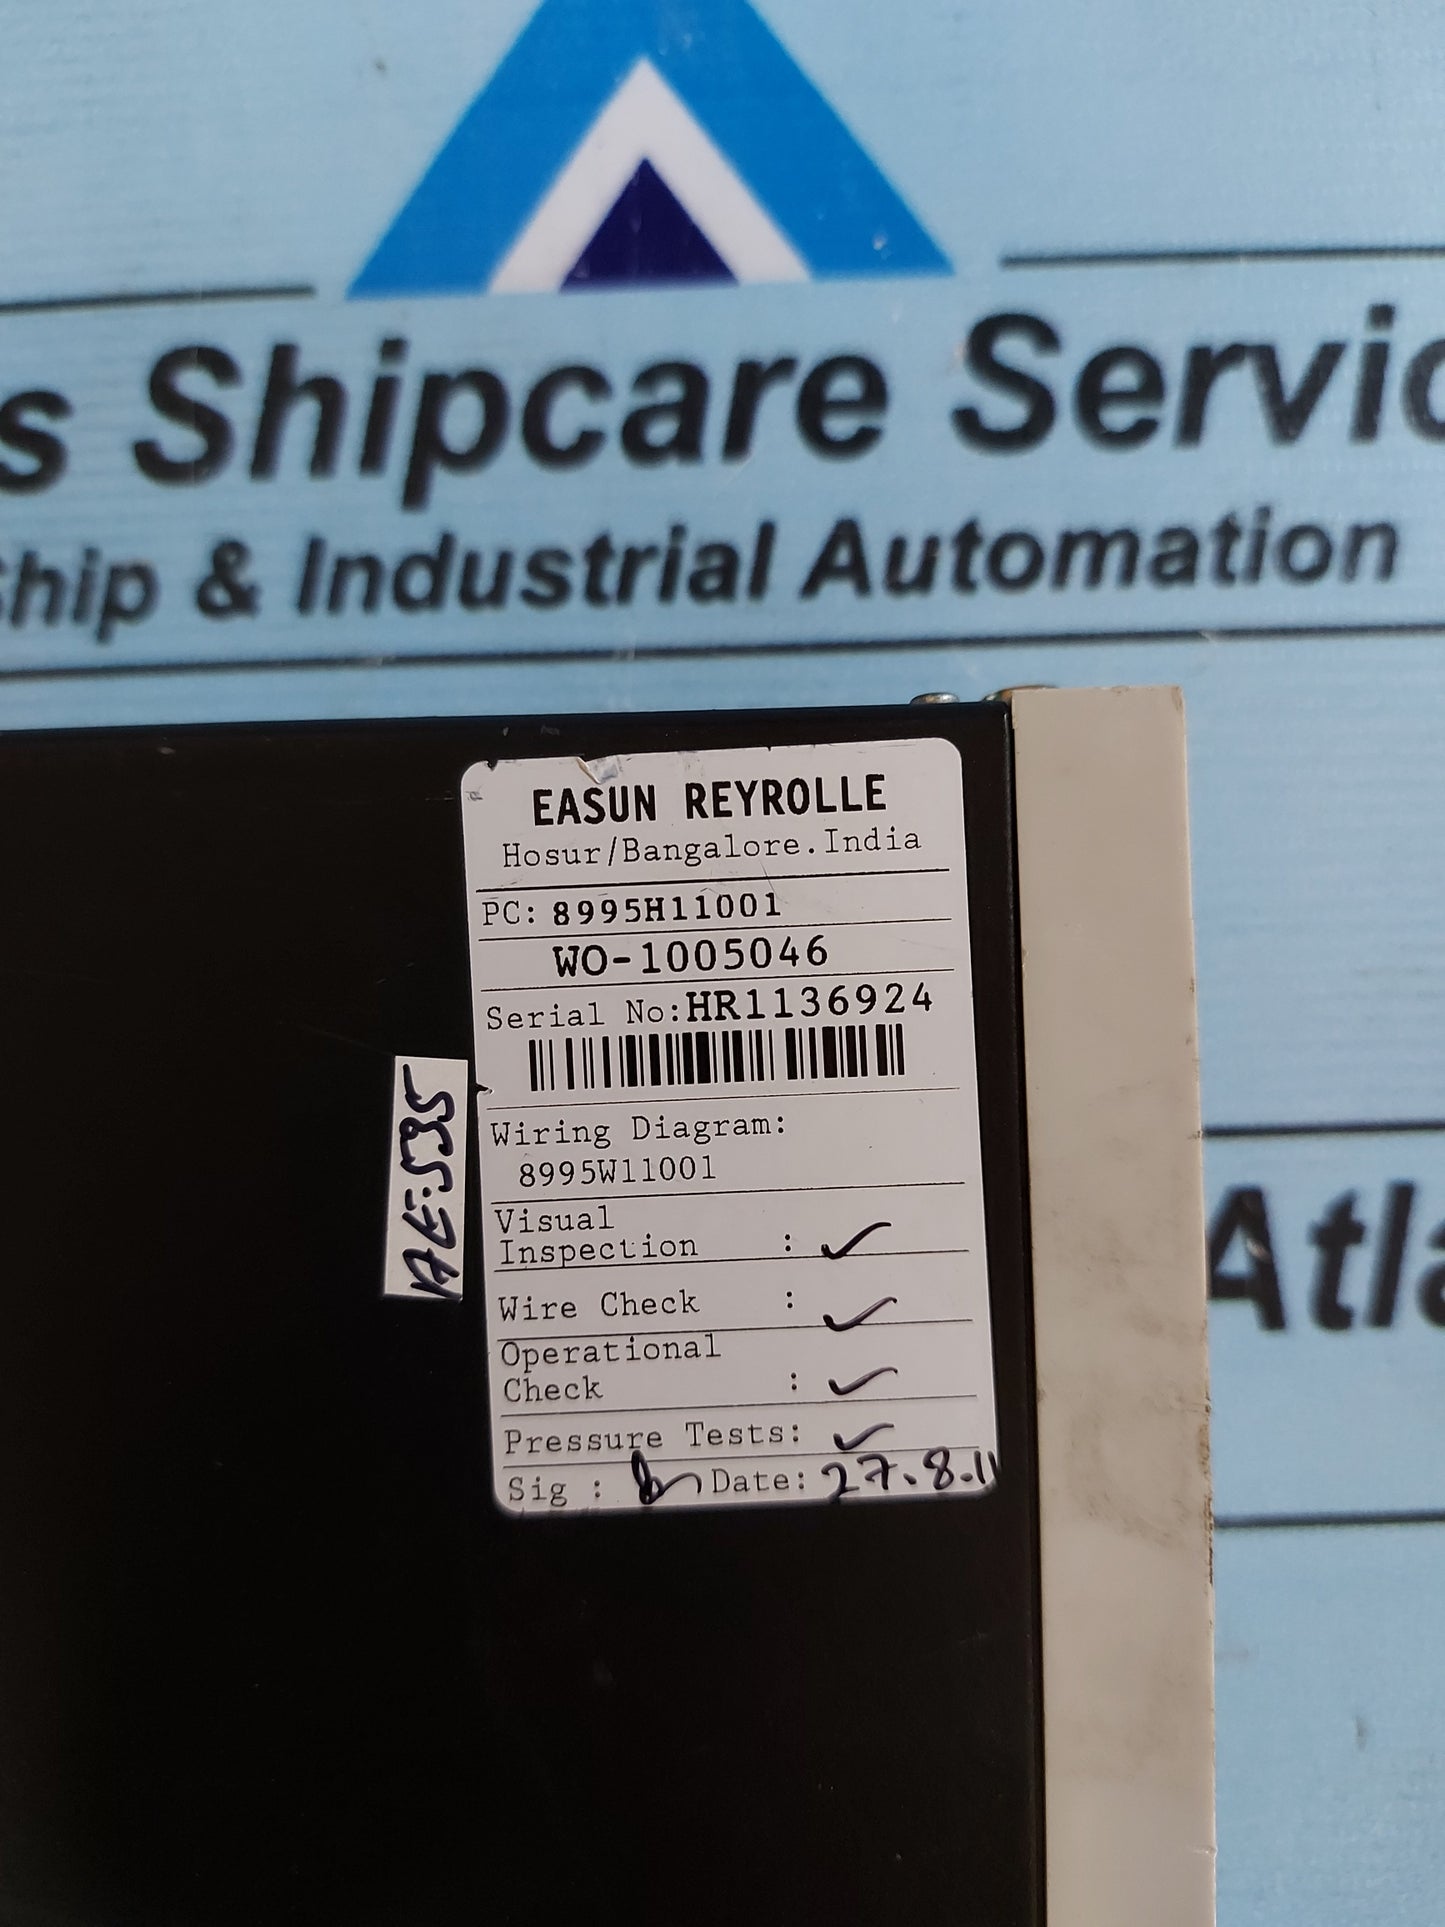 s Shipcare Servic
hip & Industrial Automation
EASUN REYROLLE
Hosur/Bangalore.India
PC: 8995H11001
WO-1005046
Serial No:HR1136924
AE:535
Wiring Diagram:
8995W11001
Visual
Inspection :
Wire Check :
Operational
Check :
Pressure Tests:
Sig : Date: 27.8.11
Atla